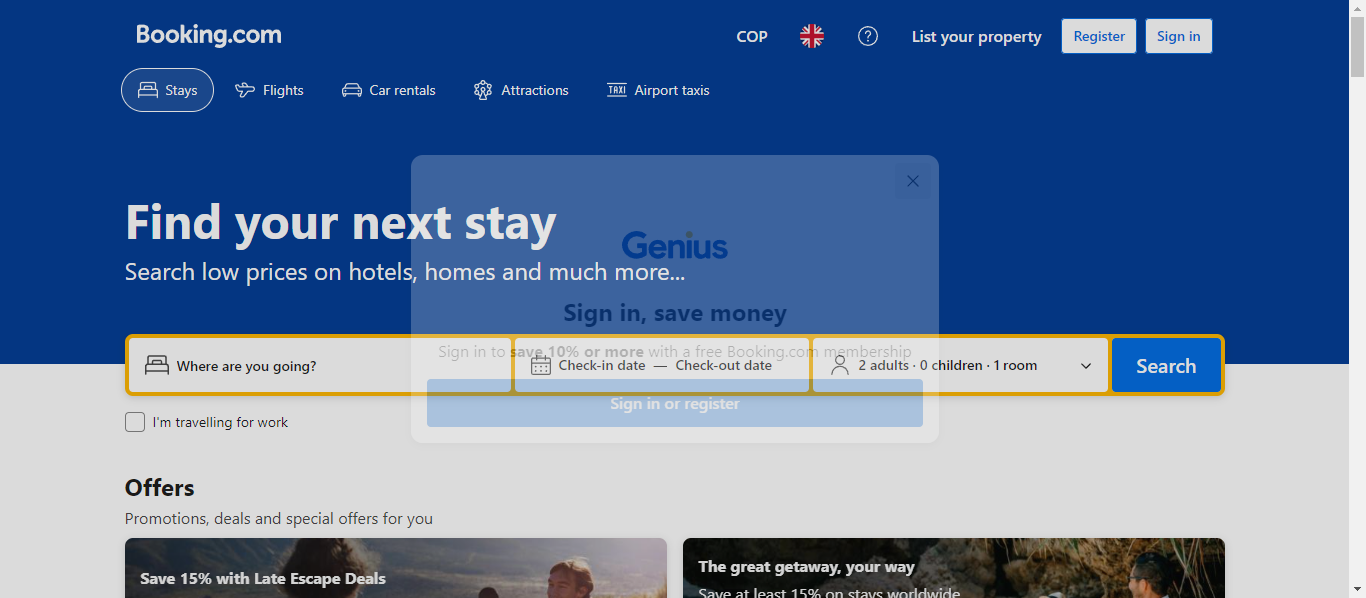 Booking.com
COP
List your property
Register
Sign in
Stays
Flights
Car rentals
Attractions
TAXI
Airport taxis
Find your next stay
Search low prices on hotels, homes and much more...
Genius
Sign in, save money
Sign in to save 10% or more with a free Booking.com membership
Sign in or register
Where are you going?
Check-in date — Check-out date
2 adults · 0 children · 1 room
Search
I'm travelling for work
Offers
Promotions, deals and special offers for you
Save 15% with Late Escape Deals
The great getaway, your way
Save at least 15% on stays worldwide